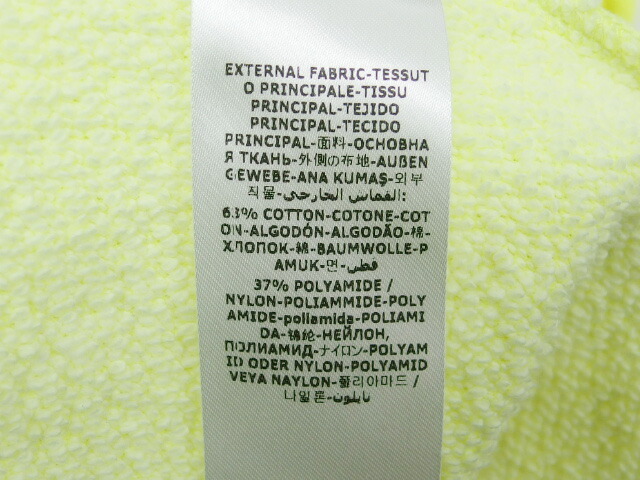 EXTERNAL FABRIC-TESSUT
O PRINCIPALE-TISSU
PRINCIPAL-TEJIDO
PRINCIPAL-TECIDO
PRINCIPAL-面料-ОСНОВНА
Я ТКАНЬ-外側の布地-AUßEN
GEWEBE-ANA KUMAŞ-외부
직물-القماس الخارجي:
63% COTTON-COTONE-COT
ON-ALGODÓN-ALGODÃO-棉-
ХЛОПОК-綿-BAUMWOLLE-P
AMUK-면-قطن
37% POLYAMIDE /
NYLON-POLIAMMIDE-POLY
AMIDE-poliamida-POLIAMI
DA-锦纶-НЕЙЛОН,
ПОЛИАМИД-ナイロン-POLYAM
ID ODER NYLON-POLYAMID
VEYA NAYLON-폴리아마드 /
나일론-نايلون